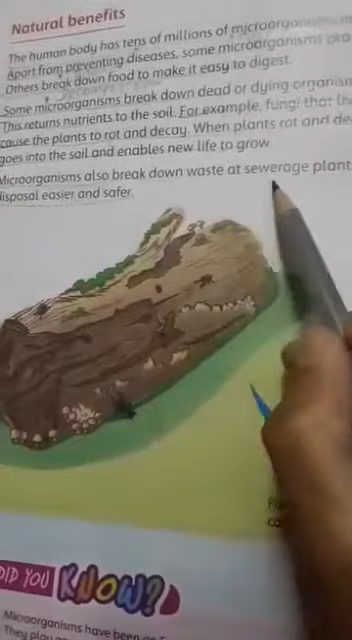 Natural benefits
The human body has tens of millions of microorganisms
Apart from preventing diseases, some microorganisms
Others break down food to make it easy to digest.
Some microorganisms break down dead or dying organism
This returns nutrients to the soil. For example, fungi that
cause the plants to rot and decay. When plants rot and
goes into the soil and enables new life to grow
Microorganisms also break down waste at sewerage plant
disposal easier and safer.
DID YOU KNOW?
Microorganisms have been
They play